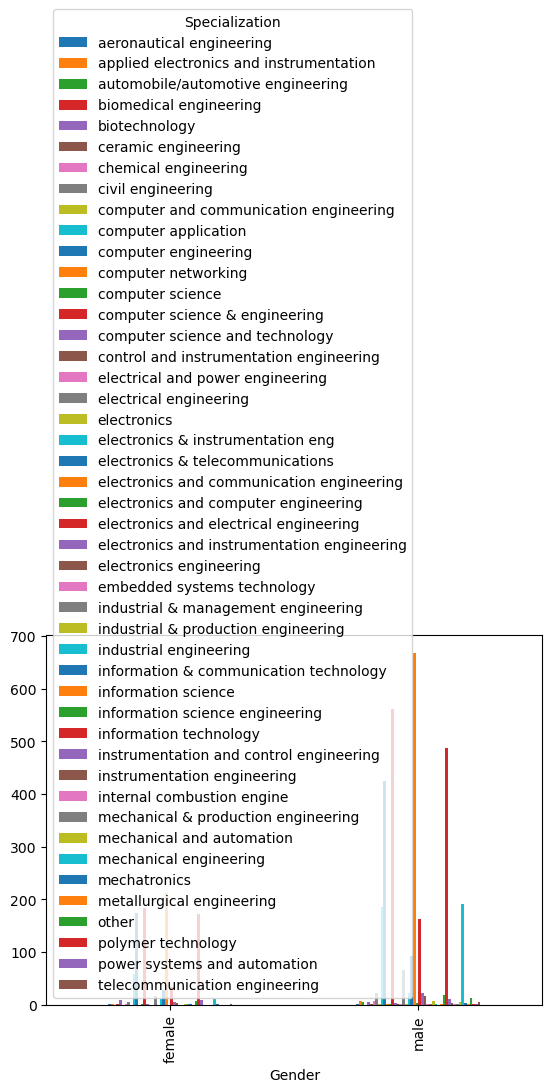 Specialization
aeronautical engineering
applied electronics and instrumentation
automobile/automotive engineering
biomedical engineering
biotechnology
ceramic engineering
chemical engineering
civil engineering
computer and communication engineering
computer application
computer engineering
computer networking
computer science
computer science & engineering
computer science and technology
control and instrumentation engineering
electrical and power engineering
electrical engineering
electronics
electronics & instrumentation eng
electronics & telecommunications
electronics and communication engineering
electronics and computer engineering
electronics and electrical engineering
electronics and instrumentation engineering
electronics engineering
embedded systems technology
industrial & management engineering
industrial & production engineering
industrial engineering
information & communication technology
information science
information science engineering
information technology
instrumentation and control engineering
instrumentation engineering
internal combustion engine
mechanical & production engineering
mechanical and automation
mechanical engineering
mechatronics
metallurgical engineering
other
polymer technology
power systems and automation
telecommunication engineering
700
600
500
400
300
200
100
0
female
male
Gender